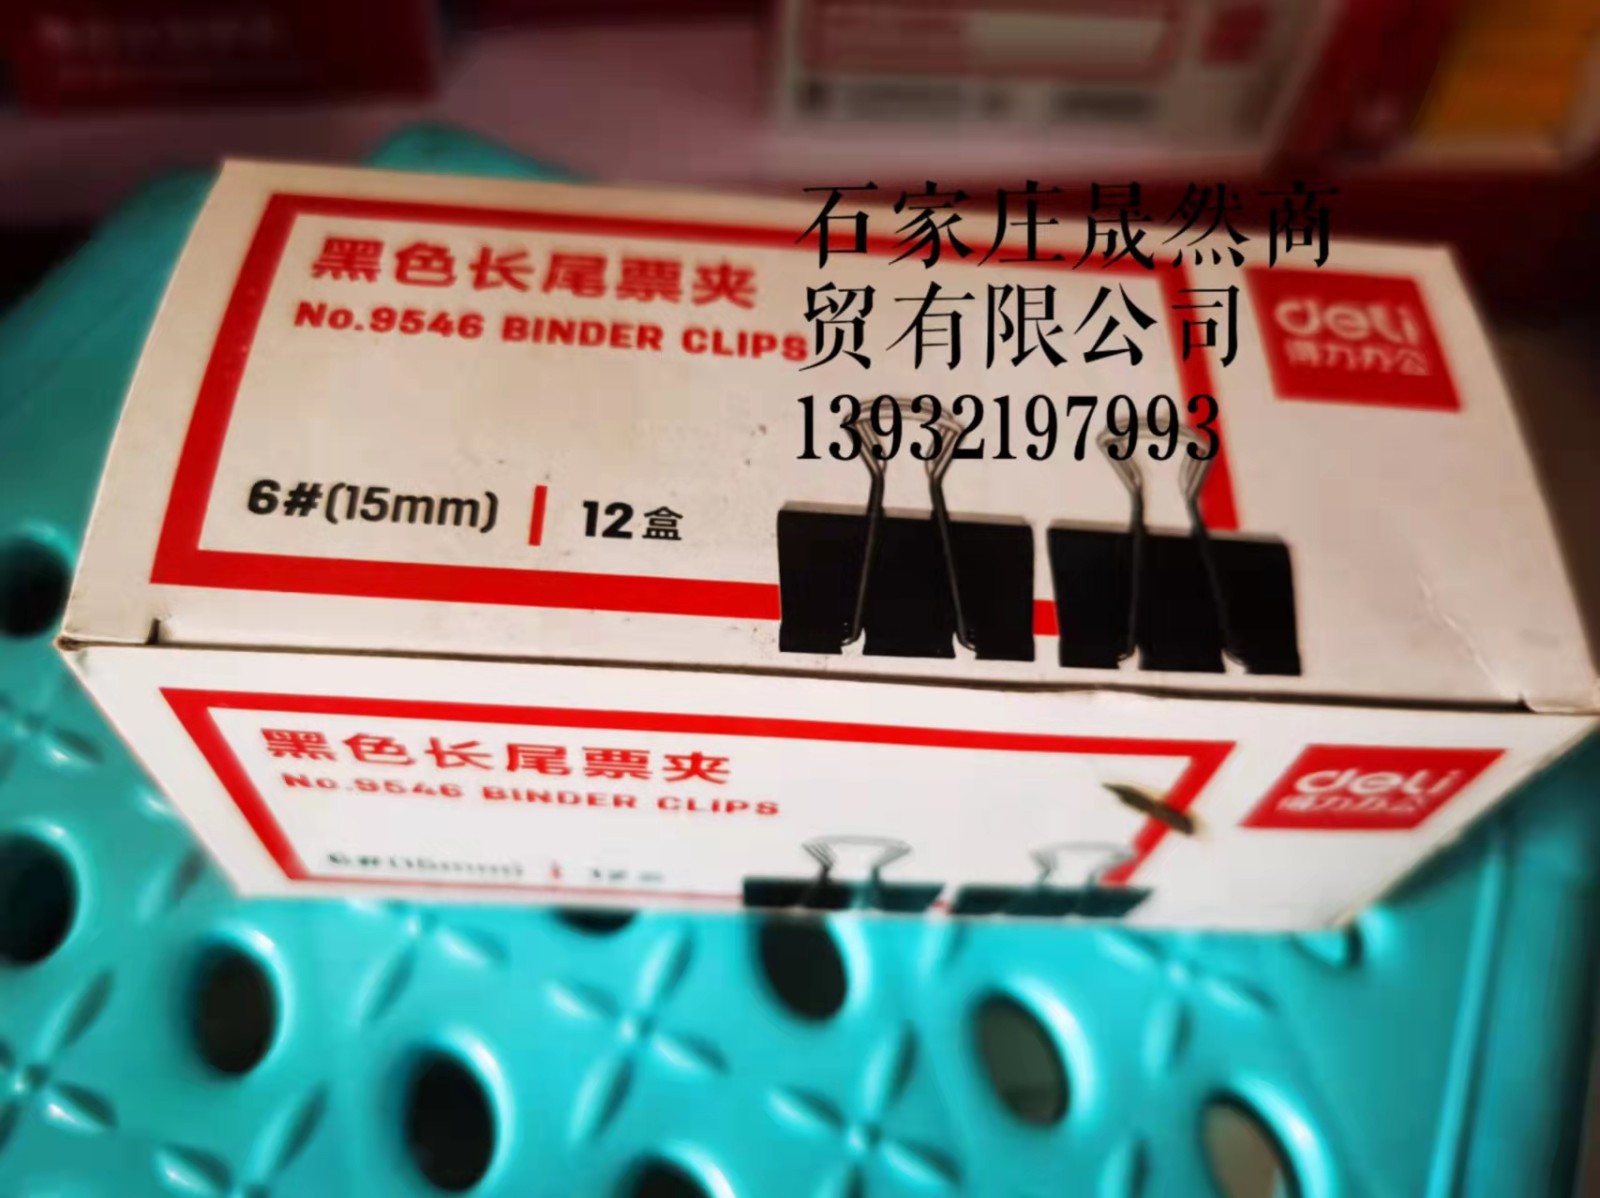 石家庄晟然商
贸有限公司
13932197993
黑色长尾票夹
No.9546 BINDER CLIPS
deli
得力办公
6#(15mm) | 12盒
黑色长尾票夹
No.9546 BINDER CLIPS
deli
得力办公
6#(15mm)